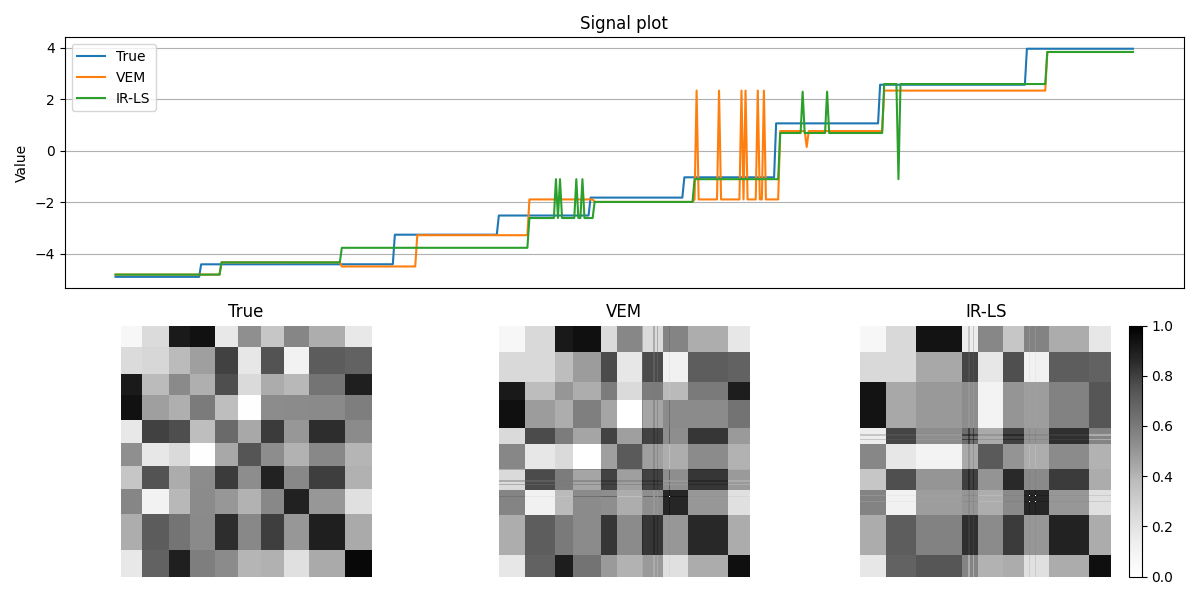 Signal plot
Value
4
2
0
−2
−4
True
VEM
IR-LS
True
VEM
IR-LS
1.0
0.8
0.6
0.4
0.2
0.0